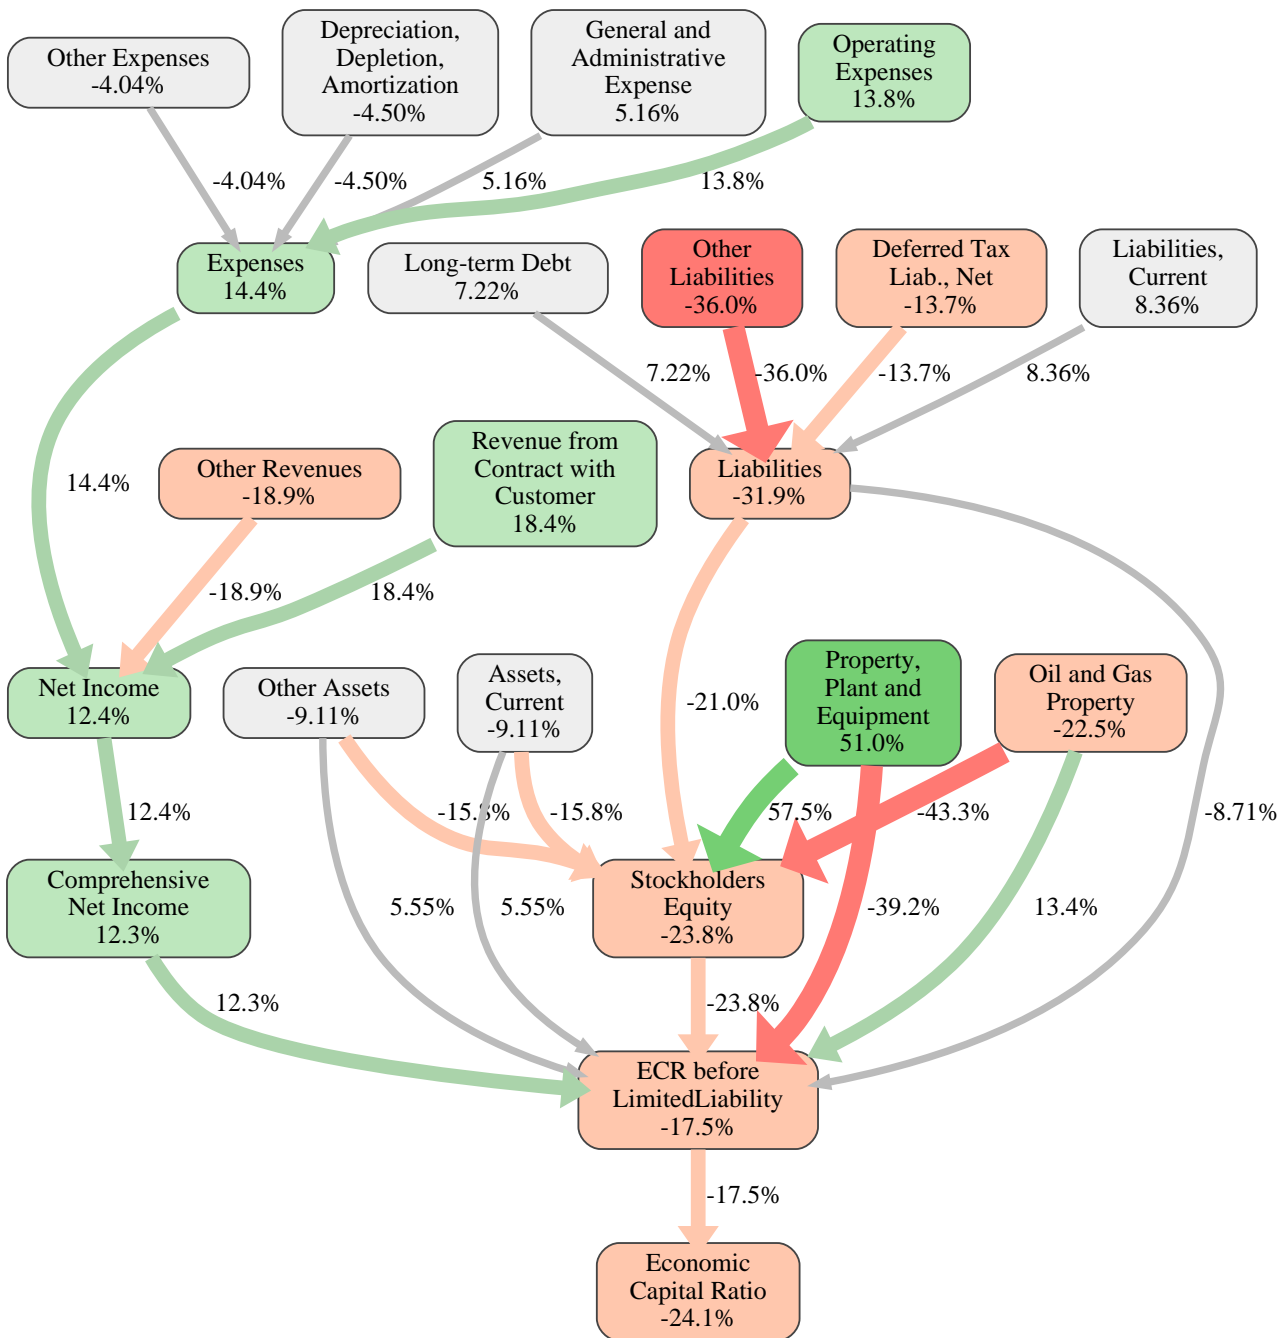 Other Expenses
-4.04%
Depreciation,
Depletion,
Amortization
-4.50%
General and
Administrative
Expense
5.16%
Operating
Expenses
13.8%
-4.04%
-4.50%
5.16%
13.8%
Expenses
14.4%
Long-term Debt
7.22%
Other
Liabilities
-36.0%
Deferred Tax
Liab., Net
-13.7%
Liabilities,
Current
8.36%
7.22%
-36.0%
-13.7%
8.36%
14.4%
Other Revenues
-18.9%
Revenue from
Contract with
Customer
18.4%
Liabilities
-31.9%
-18.9%
18.4%
-21.0%
Net Income
12.4%
Other Assets
-9.11%
Assets,
Current
-9.11%
Property,
Plant and
Equipment
51.0%
Oil and Gas
Property
-22.5%
12.4%
-15.8%
-15.8%
57.5%
-43.3%
-8.71%
Comprehensive
Net Income
12.3%
5.55%
5.55%
Stockholders
Equity
-23.8%
-39.2%
13.4%
12.3%
-23.8%
ECR before
LimitedLiability
-17.5%
-17.5%
Economic
Capital Ratio
-24.1%